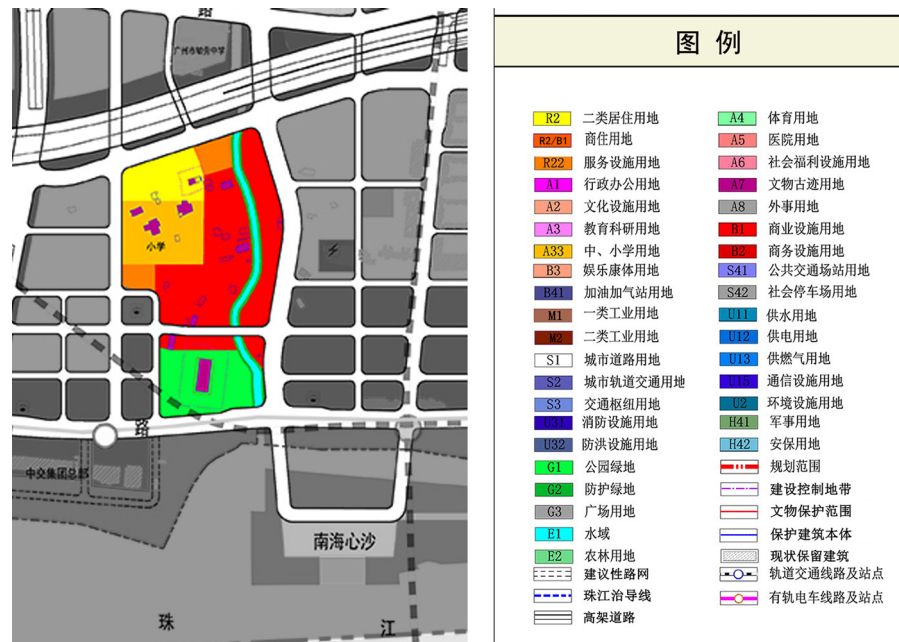 路
小学
路
中交集团总部
南海心沙
珠
江
图 例
R2 二类居住用地
R2/B1 商住用地
R22 服务设施用地
A1 行政办公用地
A2 文化设施用地
A3 教育科研用地
A33 中、小学用地
B3 娱乐康体用地
B41 加油加气站用地
M1 一类工业用地
M2 二类工业用地
S1 城市道路用地
S2 城市轨道交通用地
S3 交通枢纽用地
U31 消防设施用地
U32 防洪设施用地
G1 公园绿地
G2 防护绿地
G3 广场用地
E1 水域
E2 农林用地
建议性路网
珠江治导线
高架道路
A4 体育用地
A5 医院用地
A6 社会福利设施用地
A7 文物古迹用地
A8 外事用地
B1 商业设施用地
B2 商务设施用地
S41 公共交通场站用地
S42 社会停车场用地
U11 供水用地
U12 供电用地
U13 供燃气用地
U15 通信设施用地
U2 环境设施用地
H41 军事用地
H42 安保用地
规划范围
建设控制地带
文物保护范围
保护建筑本体
现状保留建筑
轨道交通线路及站点
有轨电车线路及站点